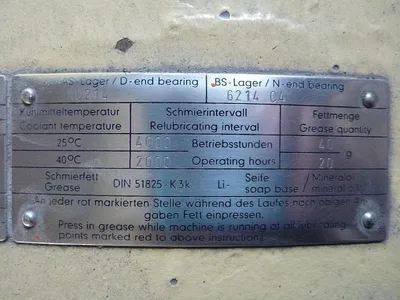 AS-Lager / D-end bearing BS-Lager / N-end bearing
6214 6214 04
Kühlmitteltemperatur Schmierintervall Fettmenge
Coolant temperature Relubricating interval Grease quantity
25°C 4000 Betriebsstunden 40
g
40°C 2000 Operating hours 20
Schmierfett Seife Mineralöl
Grease DIN 51825 - K3k Li- soap base / mineral oil
An jeder rot markierten Stelle während des Laufes nach obiger
gaben Fett einpressen.
Press in grease while machine is running at all lubricating
points marked red to above instructions.